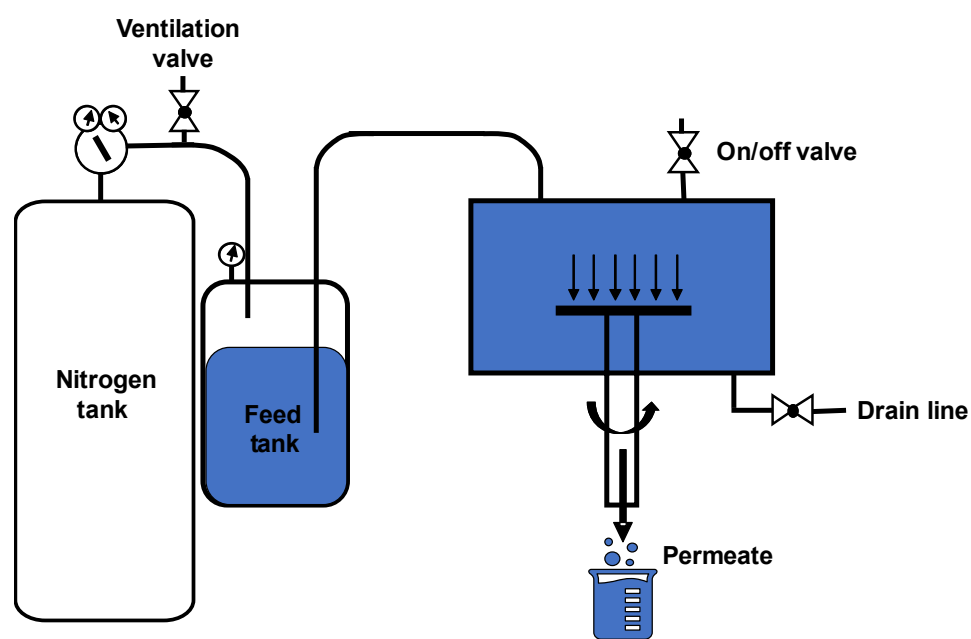 Ventilation
valve
On/off valve
Nitrogen
tank
Feed
tank
Drain line
Permeate